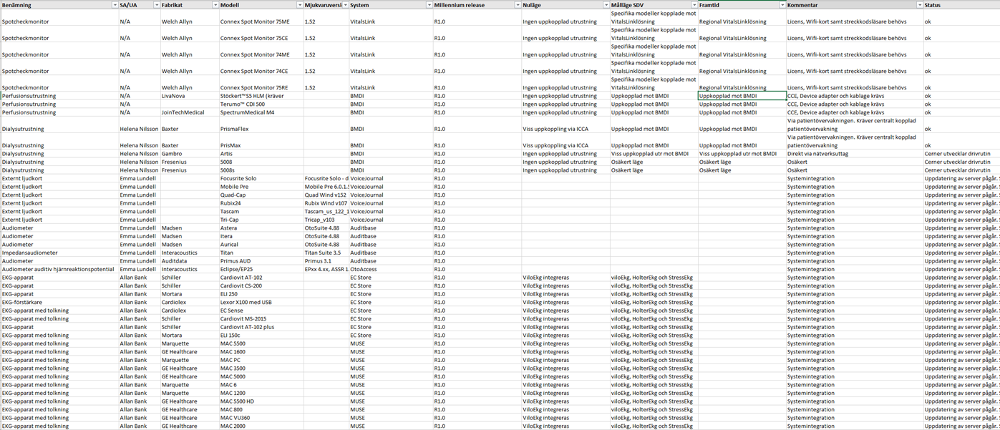 Benämning SA/UA Fabrikat Modell Mjukvaruversi System Millennium release Nuläge Målläge SDV Framtid Kommentar Status
Specifika modeller kopplade mot
Spotcheckmonitor N/A Welch Allyn Connex Spot Monitor 75ME 1.52 VitalsLink R1.0 Ingen uppkopplad utrustning VitalsLinklösning Regional VitalsLinklösning Licens, Wifi-kort samt streckkodsläsare behövs ok
Specifika modeller kopplade mot
Spotcheckmonitor N/A Welch Allyn Connex Spot Monitor 75CE 1.52 VitalsLink R1.0 Ingen uppkopplad utrustning VitalsLinklösning Regional VitalsLinklösning Licens, Wifi-kort samt streckkodsläsare behövs ok
Specifika modeller kopplade mot
Spotcheckmonitor N/A Welch Allyn Connex Spot Monitor 74ME 1.52 VitalsLink R1.0 Ingen uppkopplad utrustning VitalsLinklösning Regional VitalsLinklösning Licens, Wifi-kort samt streckkodsläsare behövs ok
Specifika modeller kopplade mot
Spotcheckmonitor N/A Welch Allyn Connex Spot Monitor 74CE 1.52 VitalsLink R1.0 Ingen uppkopplad utrustning VitalsLinklösning Regional VitalsLinklösning Licens, Wifi-kort samt streckkodsläsare behövs ok
Specifika modeller kopplade mot
Spotcheckmonitor N/A Welch Allyn Connex Spot Monitor 75RE 1.52 VitalsLink R1.0 Ingen uppkopplad utrustning VitalsLinklösning Regional VitalsLinklösning Licens, Wifi-kort samt streckkodsläsare behövs ok
Perfusionsutrustning N/A LivaNova Stöckert™ S5 HLM (kräver BMDI R1.0 Ingen uppkopplad utrustning Uppkopplad mot BMDI Uppkopplad mot BMDI CCE, Device adapter och kablage krävs ok
Perfusionsutrustning N/A Terumo™ CDI 500 BMDI R1.0 Ingen uppkopplad utrustning Uppkopplad mot BMDI Uppkopplad mot BMDI CCE, Device adapter och kablage krävs ok
Perfusionsutrustning N/A JoinTechMedical SpectrumMedical M4 BMDI R1.0 Ingen uppkopplad utrustning Uppkopplad mot BMDI Uppkopplad mot BMDI CCE, Device adapter och kablage krävs ok
Via patientövervakningen. Kräver centralt kopplad
Dialysutrustning Helena Nilsson Baxter PrismaFlex BMDI R1.0 Viss uppkoppling via ICCA Uppkopplad mot BMDI Uppkopplad mot BMDI patientövervakning ok
Via patientövervakningen. Kräver centralt kopplad
Dialysutrustning Helena Nilsson Baxter PrisMax BMDI R1.0 Viss uppkoppling via ICCA Uppkopplad mot BMDI Uppkopplad mot BMDI patientövervakning ok
Dialysutrustning Helena Nilsson Gambro Artis BMDI R1.0 Ingen uppkopplad utrustning Viss uppkopplad utr mot BMDI Viss uppkopplad utr mot BMDI Direkt via nätverksuttag Cerner utvecklar drivrutin
Dialysutrustning Helena Nilsson Fresenius 5008 BMDI R1.0 Ingen uppkopplad utrustning Osäkert läge Osäkert läge Osäkert Cerner utvecklar drivrutin
Dialysutrustning Helena Nilsson Fresenius 5008s BMDI R1.0 Ingen uppkopplad utrustning Osäkert läge Osäkert läge Osäkert Cerner utvecklar drivrutin
Externt ljudkort Emma Lundell Focusrite Solo Focusrite Solo - d VoiceJournal R1.0 Systemintegration Uppdatering av server pågår. S
Externt ljudkort Emma Lundell Mobile Pre Mobile Pre 6.0.1. VoiceJournal R1.0 Systemintegration Uppdatering av server pågår. S
Externt ljudkort Emma Lundell Quad-Cap Quad Wind v152 VoiceJournal R1.0 Systemintegration Uppdatering av server pågår. S
Externt ljudkort Emma Lundell Rubix24 Rubix Wind v107 VoiceJournal R1.0 Systemintegration Uppdatering av server pågår. S
Externt ljudkort Emma Lundell Tascam Tascam_us_122_1 VoiceJournal R1.0 Systemintegration Uppdatering av server pågår. S
Externt ljudkort Emma Lundell Tri-Cap Tricap_v103 VoiceJournal R1.0 Systemintegration Uppdatering av server pågår. S
Audiometer Emma Lundell Madsen Astera OtoSuite 4.88 Auditbase R1.0 Systemintegration Uppdatering av server pågår. S
Audiometer Emma Lundell Madsen Itera OtoSuite 4.88 Auditbase R1.0 Systemintegration Uppdatering av server pågår. S
Audiometer Emma Lundell Madsen Aurical OtoSuite 4.88 Auditbase R1.0 Systemintegration Uppdatering av server pågår. S
Impedansaudiometer Emma Lundell Interacoustics Titan Titan Suite 3.5 Auditbase R1.0 Systemintegration Uppdatering av server pågår. S
Audiometer Emma Lundell Auditdata Primus AUD Primus 3.1 Auditbase R1.0 Systemintegration Uppdatering av server pågår. S
Audiometer auditiv hjärnreaktionspotential Emma Lundell Interacoustics Eclipse/EP25 EPxx 4.xx, ASSR 1. OtoAccess R1.0 Systemintegration Uppdatering av server pågår. S
EKG-apparat Allan Bank Schiller Cardiovit AT-102 EC Store R1.0 ViloEkg integreras viloEkg, HolterEkg och StressEkg Systemintegration Uppdatering av server pågår. S
EKG-apparat Allan Bank Schiller Cardiovit CS-200 EC Store R1.0 ViloEkg integreras viloEkg, HolterEkg och StressEkg Systemintegration Uppdatering av server pågår. S
EKG-apparat Allan Bank Mortara ELI 250 EC Store R1.0 ViloEkg integreras viloEkg, HolterEkg och StressEkg Systemintegration Uppdatering av server pågår. S
EKG-förstärkare Allan Bank Cardiolex Lexor X100 med USB EC Store R1.0 ViloEkg integreras viloEkg, HolterEkg och StressEkg Systemintegration Uppdatering av server pågår. S
EKG-apparat med tolkning Allan Bank Cardiolex EC Sense EC Store R1.0 ViloEkg integreras viloEkg, HolterEkg och StressEkg Systemintegration Uppdatering av server pågår. S
EKG-apparat med tolkning Allan Bank Schiller Cardiovit MS-2015 EC Store R1.0 ViloEkg integreras viloEkg, HolterEkg och StressEkg Systemintegration Uppdatering av server pågår. S
EKG-apparat Allan Bank Schiller Cardiovit AT-102 plus EC Store R1.0 ViloEkg integreras viloEkg, HolterEkg och StressEkg Systemintegration Uppdatering av server pågår. S
EKG-apparat med tolkning Allan Bank Mortara ELI 150c EC Store R1.0 ViloEkg integreras viloEkg, HolterEkg och StressEkg Systemintegration Uppdatering av server pågår. S
EKG-apparat med tolkning Allan Bank Marquette MAC 5500 MUSE R1.0 ViloEkg integreras viloEkg, HolterEkg och StressEkg Systemintegration Uppdatering av server pågår. S
EKG-apparat med tolkning Allan Bank GE Healthcare MAC 1600 MUSE R1.0 ViloEkg integreras viloEkg, HolterEkg och StressEkg Systemintegration Uppdatering av server pågår. S
EKG-apparat med tolkning Allan Bank Marquette MAC PC MUSE R1.0 ViloEkg integreras viloEkg, HolterEkg och StressEkg Systemintegration Uppdatering av server pågår. S
EKG-apparat med tolkning Allan Bank GE Healthcare MAC 3500 MUSE R1.0 ViloEkg integreras viloEkg, HolterEkg och StressEkg Systemintegration Uppdatering av server pågår. S
EKG-apparat med tolkning Allan Bank GE Healthcare MAC 5000 MUSE R1.0 ViloEkg integreras viloEkg, HolterEkg och StressEkg Systemintegration Uppdatering av server pågår. S
EKG-apparat med tolkning Allan Bank Marquette MAC 6 MUSE R1.0 ViloEkg integreras viloEkg, HolterEkg och StressEkg Systemintegration Uppdatering av server pågår. S
EKG-apparat med tolkning Allan Bank Marquette MAC 1200 MUSE R1.0 ViloEkg integreras viloEkg, HolterEkg och StressEkg Systemintegration Uppdatering av server pågår. S
EKG-apparat med tolkning Allan Bank GE Healthcare MAC 5500 HD MUSE R1.0 ViloEkg integreras viloEkg, HolterEkg och StressEkg Systemintegration Uppdatering av server pågår. S
EKG-apparat med tolkning Allan Bank GE Healthcare MAC 800 MUSE R1.0 ViloEkg integreras viloEkg, HolterEkg och StressEkg Systemintegration Uppdatering av server pågår. S
EKG-apparat med tolkning Allan Bank GE Healthcare MAC VU360 MUSE R1.0 ViloEkg integreras viloEkg, HolterEkg och StressEkg Systemintegration Uppdatering av server pågår. S
EKG-apparat med tolkning Allan Bank GE Healthcare MAC 2000 MUSE R1.0 ViloEkg integreras viloEkg, HolterEkg och StressEkg Systemintegration Uppdatering av server pågår. S